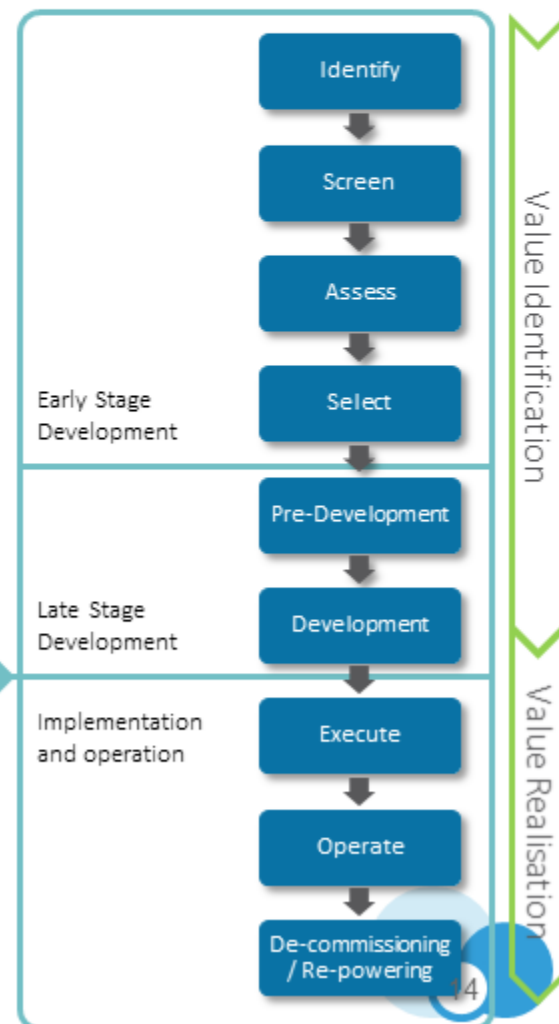 Identify
Screen
Assess
Select
Early Stage
Development
Value Identification
Pre-Development
Development
Late Stage
Development
Implementation
and operation
Execute
Operate
De-commissioning
/ Re-powering
Value Realisation
14